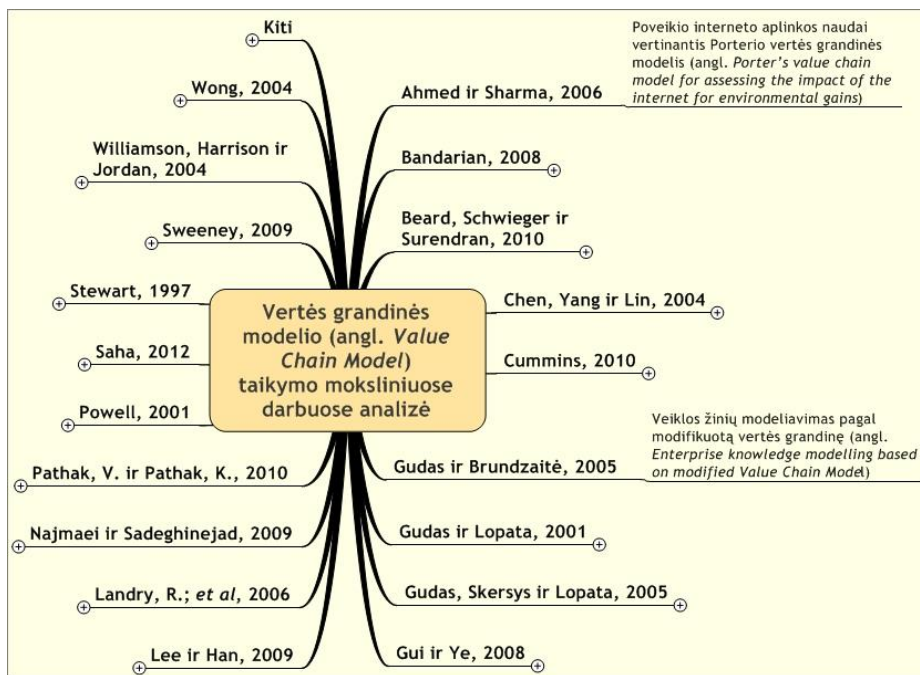 Kiti
Wong, 2004
Williamson, Harrison ir
Jordan, 2004
Sweeney, 2009
Stewart, 1997
Saha, 2012
Powell, 2001
Pathak, V. ir Pathak, K., 2010
Najmaei ir Sadeghinejad, 2009
Landry, R.; et al, 2006
Lee ir Han, 2009
Vertės grandinės
modelio (angl. Value
Chain Model)
taikymo moksliniuose
darbuose analizė
Ahmed ir Sharma, 2006
Poveikio interneto aplinkos naudai
vertinantis Porterio vertės grandinės
modelis (angl. Porter's value chain
model for assessing the impact of the
internet for environmental gains)
Bandarian, 2008
Beard, Schwieger ir
Surendran, 2010
Chen, Yang ir Lin, 2004
Cummins, 2010
Gudas ir Brundzaitė, 2005
Veiklos žinių modeliavimas pagal
modifikuotą vertės grandinę (angl.
Enterprise knowledge modelling based
on modified Value Chain Model)
Gudas ir Lopata, 2001
Gudas, Skersys ir Lopata, 2005
Gui ir Ye, 2008